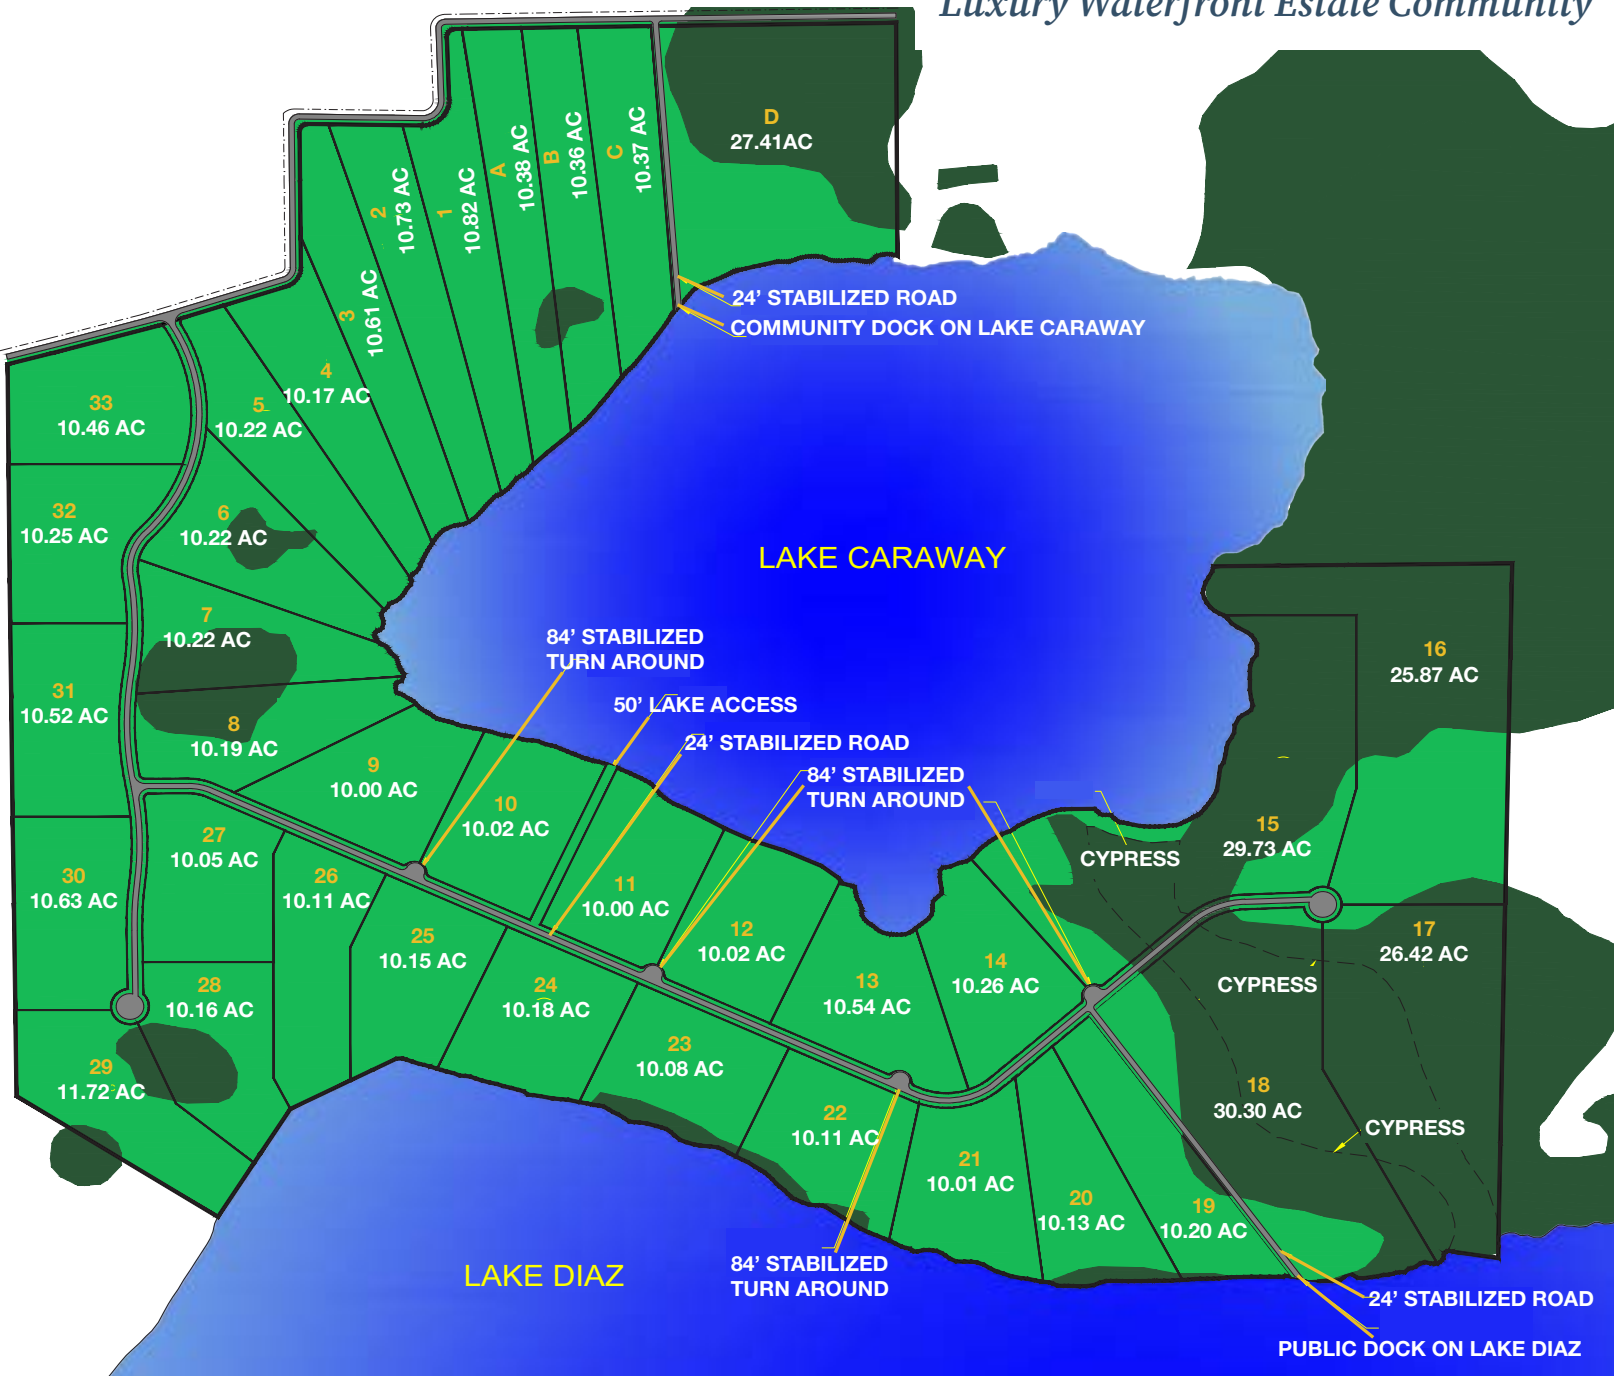 Luxury Waterfront Estate Community
D
27.41AC
C
10.37 AC
B
10.36 AC
A
10.38 AC
1
10.82 AC
2
10.73 AC
3
10.61 AC
4
10.17 AC
5
10.22 AC
33
10.46 AC
24' STABILIZED ROAD
COMMUNITY DOCK ON LAKE CARAWAY
32
10.25 AC
6
10.22 AC
LAKE CARAWAY
7
10.22 AC
84' STABILIZED
TURN AROUND
16
25.87 AC
31
10.52 AC
50' LAKE ACCESS
8
10.19 AC
24' STABILIZED ROAD
9
10.00 AC
84' STABILIZED
TURN AROUND
10
10.02 AC
15
29.73 AC
27
10.05 AC
CYPRESS
30
10.63 AC
26
10.11 AC
11
10.00 AC
12
10.02 AC
17
26.42 AC
25
10.15 AC
14
10.26 AC
13
10.54 AC
CYPRESS
28
10.16 AC
24
10.18 AC
23
10.08 AC
29
11.72 AC
18
30.30 AC
22
10.11 AC
CYPRESS
21
10.01 AC
20
10.13 AC
19
10.20 AC
84' STABILIZED
TURN AROUND
LAKE DIAZ
24' STABILIZED ROAD
PUBLIC DOCK ON LAKE DIAZ